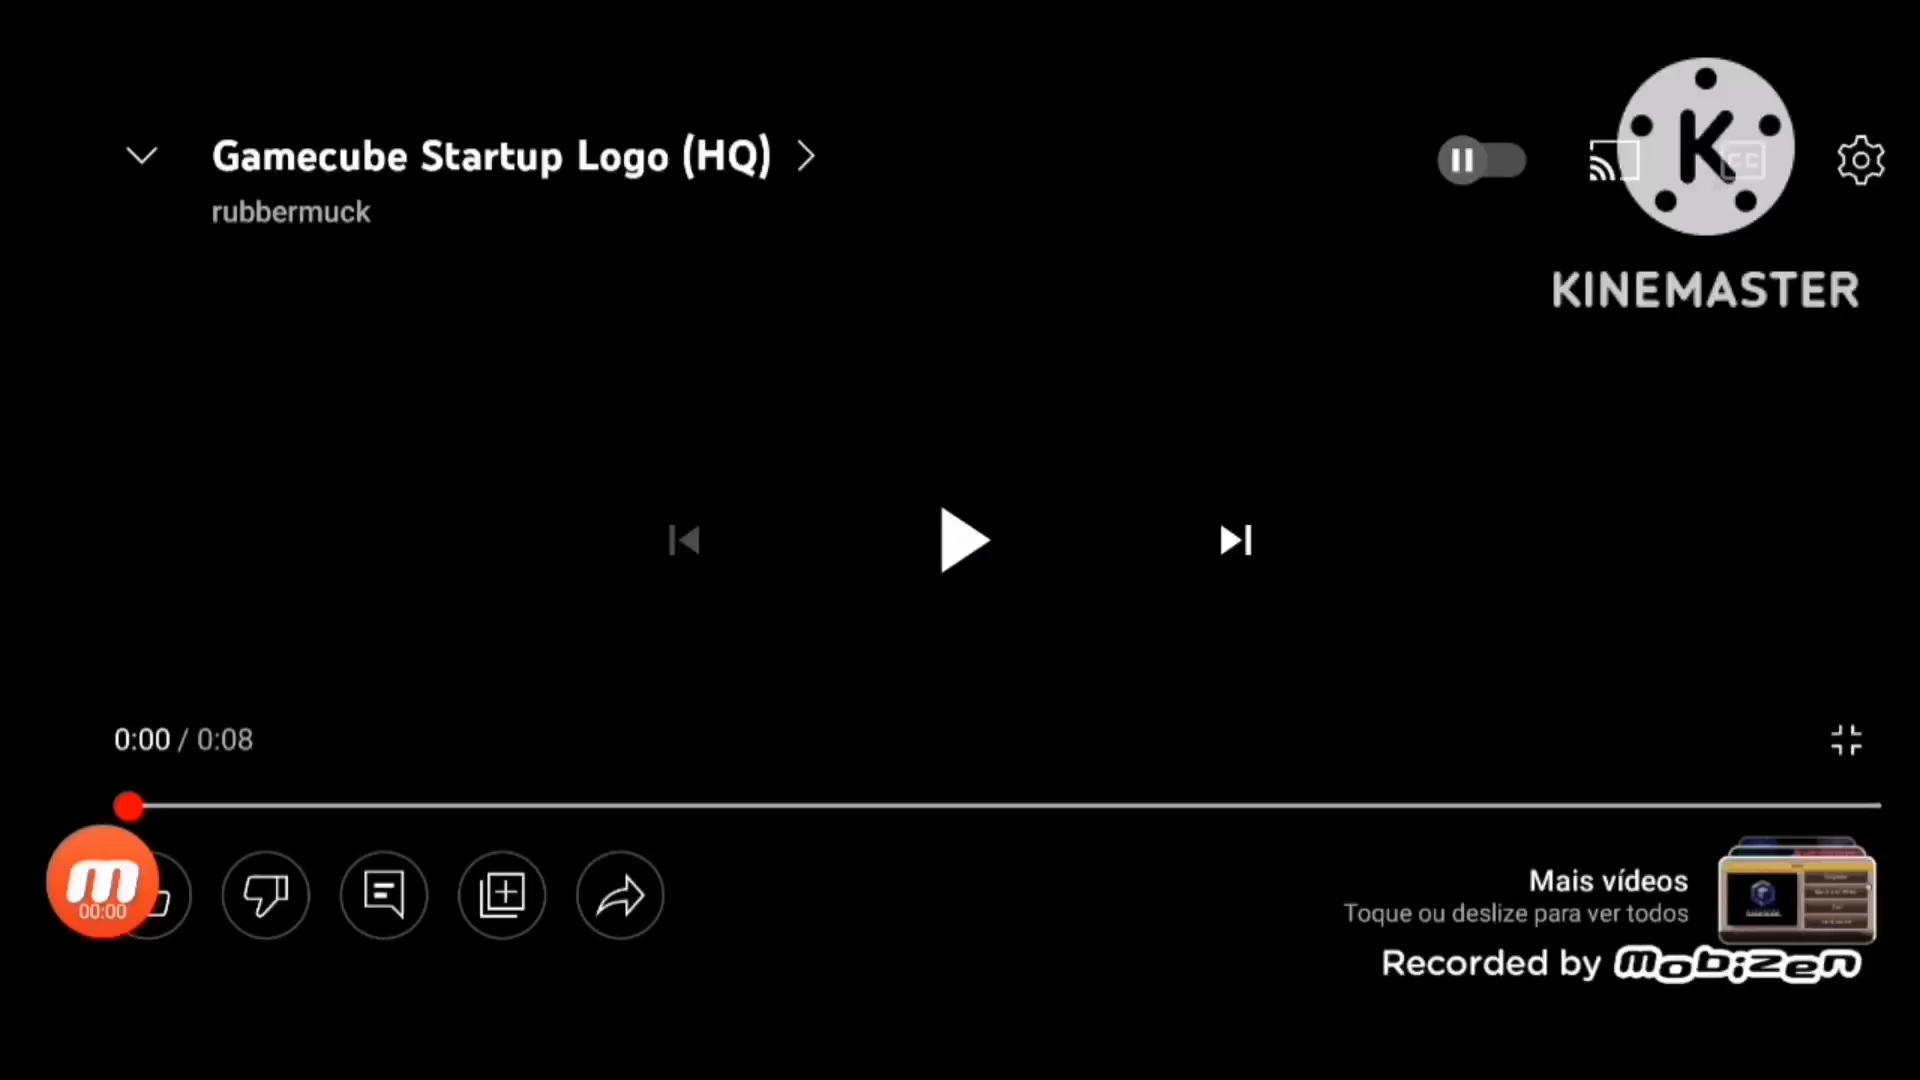 Gamecube Startup Logo (HQ)
rubbermuck
K
CC
KINEMASTER
0:00 / 0:08
m
00:00
Mais vídeos
Toque ou deslize para ver todos
Recorded by mobizen